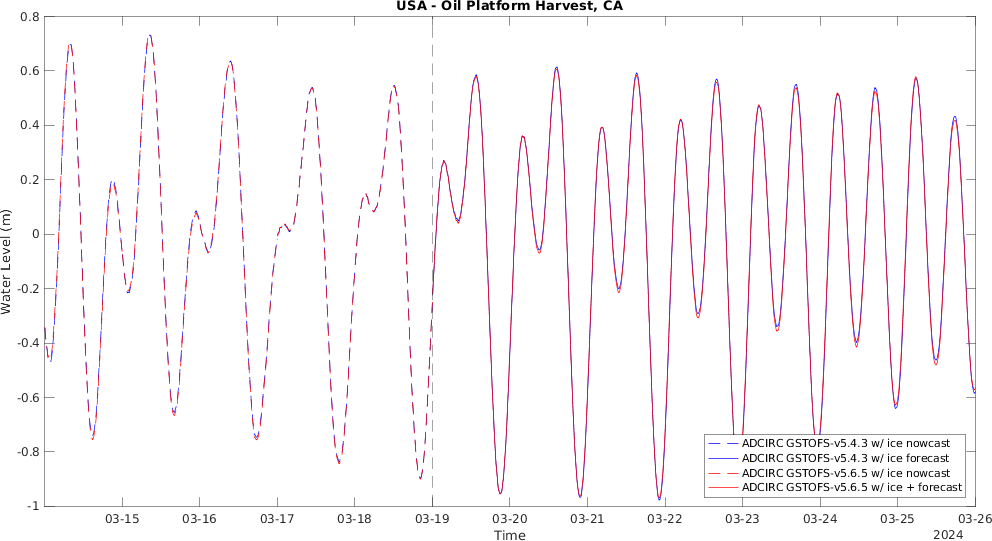 USA - Oil Platform Harvest, CA
Water Level (m)
0.8
0.6
0.4
0.2
0
-0.2
-0.4
-0.6
-0.8
-1
ADCIRC GSTOFS-v5.4.3 w/ ice nowcast
ADCIRC GSTOFS-v5.4.3 w/ ice forecast
ADCIRC GSTOFS-v5.6.5 w/ ice nowcast
ADCIRC GSTOFS-v5.6.5 w/ ice + forecast
03-15 03-16 03-17 03-18 03-19 03-20 03-21 03-22 03-23 03-24 03-25 03-26
Time
2024